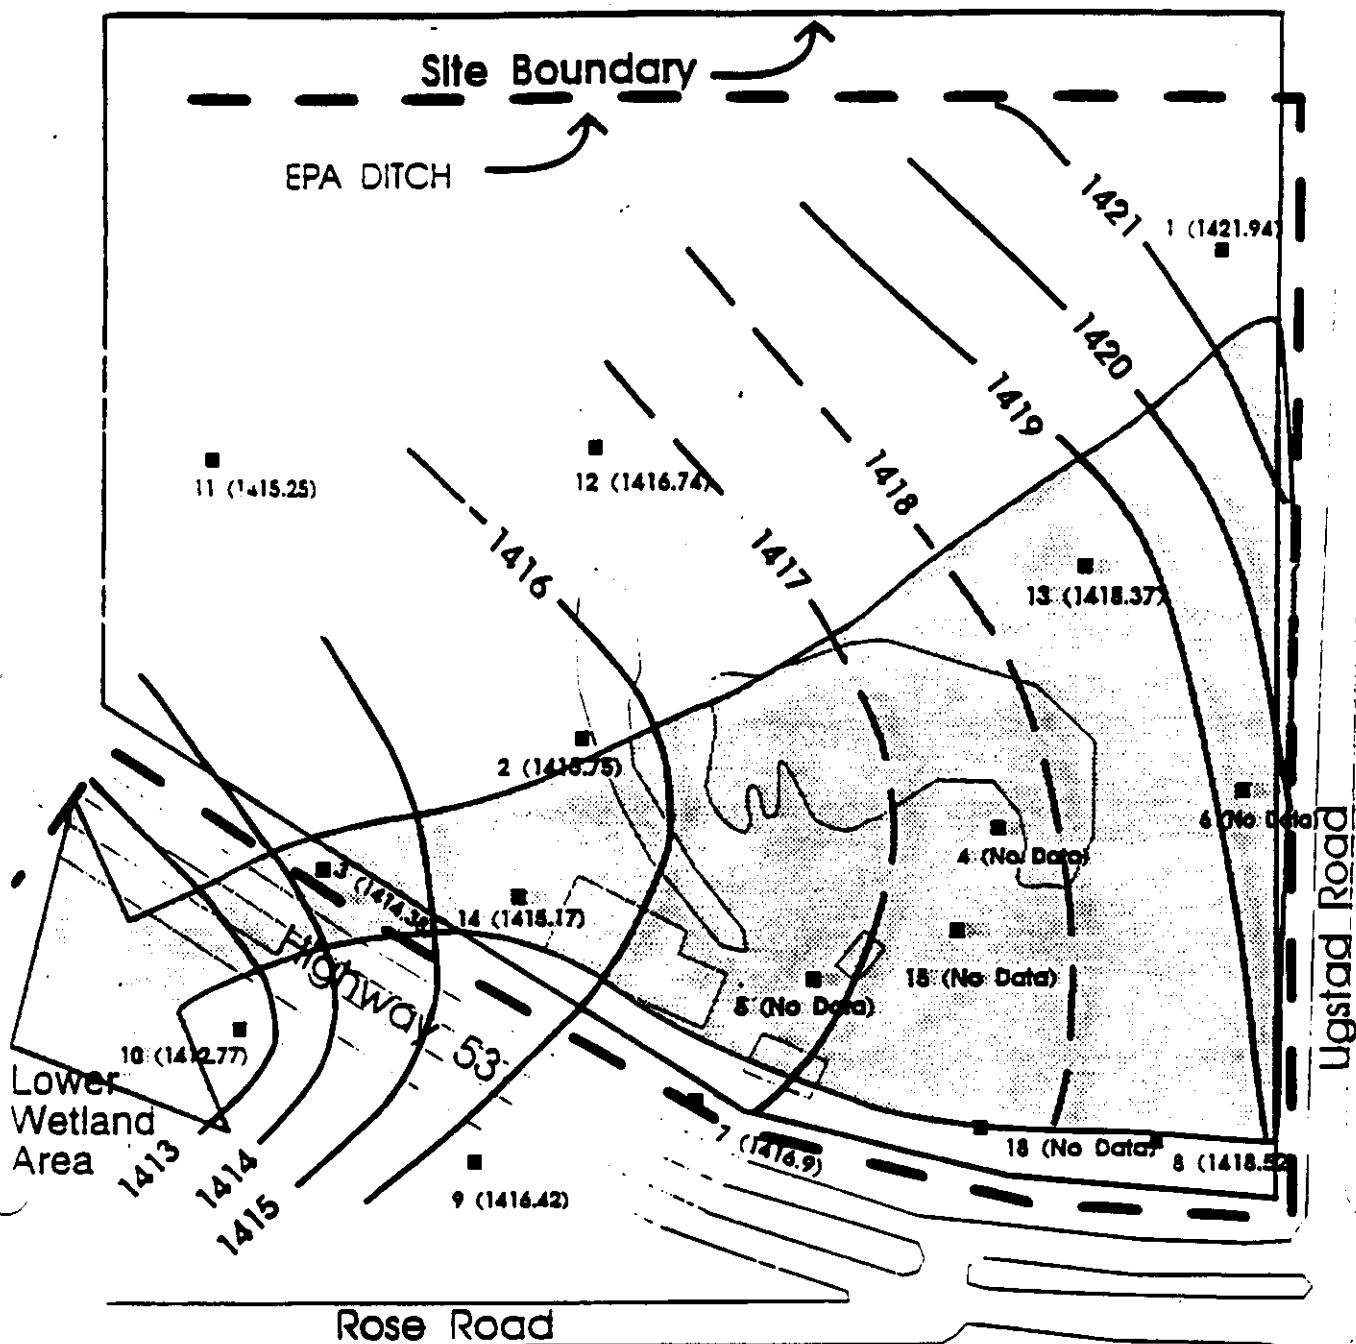 Site Boundary
EPA DITCH
1421
1 (1421.94)
1420
1419
1418
1417
1416
11 (1415.25)
12 (1416.74)
13 (1418.37)
2 (1415.75)
6 (No Data)
4 (No Data)
3 (1414.34)
14 (1415.17)
15 (No Data)
5 (No Data)
Highway 53
10 (1412.77)
Lower
Wetland
Area
1413
1414
1415
9 (1416.42)
7 (1416.9)
18 (No Data)
8 (1418.52)
Ugstad Road
Rose Road